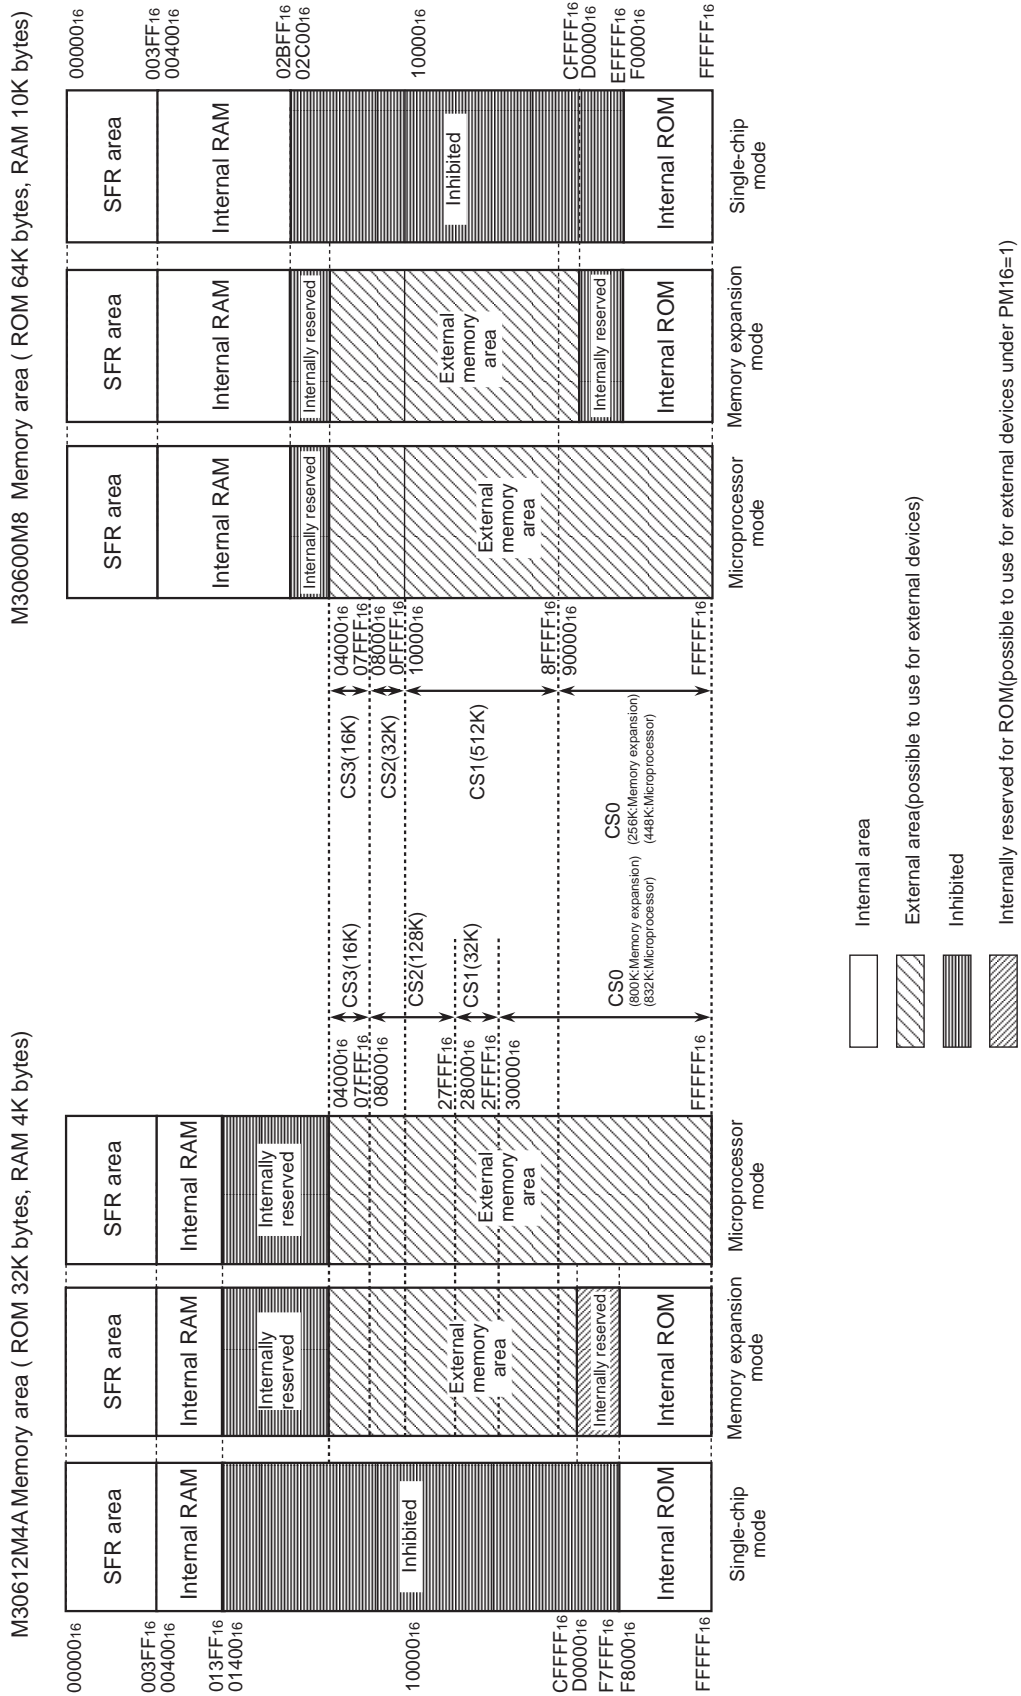 M30600M8 Memory area ( ROM 64K bytes, RAM 10K bytes)
0000016
003FF16
0040016
02BFF16
02C0016
1000016
CFFFF16
D000016
EFFFF16
F000016
FFFFF16
SFR area
Internal RAM
Inhibited
Internal ROM
Single-chip
mode
SFR area
Internal RAM
Internally reserved
External
memory
area
Internally reserved
Internal ROM
Memory expansion
mode
SFR area
Internal RAM
Internally reserved
External
memory
area
Microprocessor
mode
0400016
07FFF16
0800016
0FFFF16
1000016
8FFFF16
9000016
FFFFF16
CS3(16K)
CS2(32K)
CS1(512K)
CS0
(256K:Memory expansion)
(448K:Microprocessor)
CS3(16K)
CS2(128K)
CS1(32K)
CS0
(800K:Memory expansion)
(832K:Microprocessor)
0400016
07FFF16
0800016
27FFF16
2800016
2FFFF16
3000016
FFFFF16
M30612M4A Memory area ( ROM 32K bytes, RAM 4K bytes)
SFR area
Internal RAM
Internally
reserved
External
memory
area
Microprocessor
mode
SFR area
Internal RAM
Internally
reserved
External
memory
area
Internally reserved
Internal ROM
Memory expansion
mode
SFR area
Internal RAM
Inhibited
Internal ROM
Single-chip
mode
0000016
003FF16
0040016
013FF16
0140016
1000016
CFFFF16
D000016
F7FFF16
F800016
FFFFF16
Internal area
External area(possible to use for external devices)
Inhibited
Internally reserved for ROM(possible to use for external devices under PM16=1)